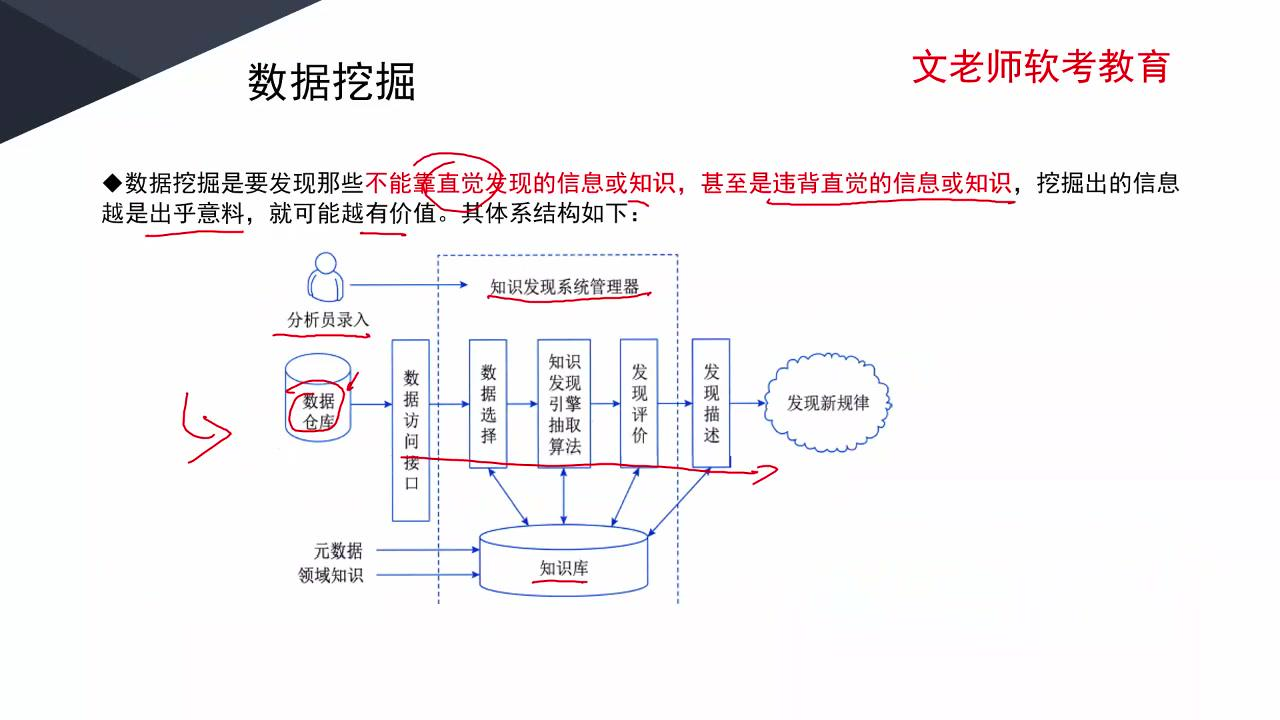 数据挖掘
文老师软考教育
◆数据挖掘是要发现那些不能靠直觉发现的信息或知识，甚至是违背直觉的信息或知识，挖掘出的信息
越是出乎意料，就可能越有价值。其体系结构如下：
知识发现系统管理器
分析员录入
数据
仓库
数据访问接口
数据选择
知识
发现
引擎
抽取
算法
发现评价
发现描述
发现新规律
元数据
领域知识
知识库